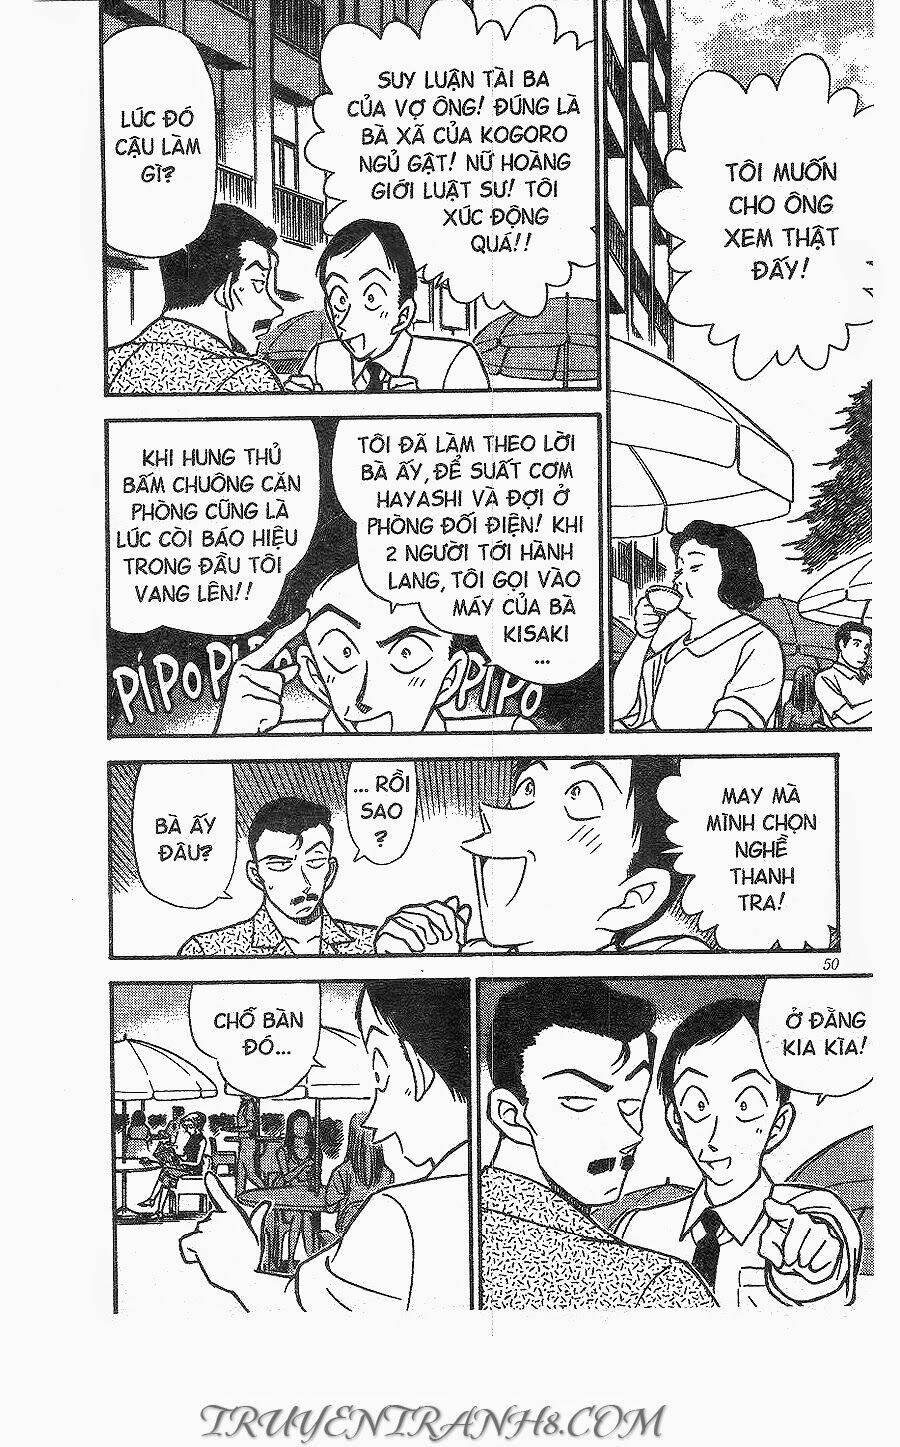 TÔI MUỐN
CHO ÔNG
XEM THẬT
ĐẤY!
SUY LUẬN TÀI BA
CỦA VỢ ÔNG! ĐÚNG LÀ
BÀ XÃ CỦA KOGORO
NGỦ GẬT! NỮ HOÀNG
GIỚI LUẬT SƯ! TÔI
XÚC ĐỘNG
QUÁ!!
LÚC ĐÓ
CẬU LÀM
GÌ?
TÔI ĐÃ LÀM THEO LỜI
BÀ ẤY, ĐỂ SUẤT CƠM
HAYASHI VÀ ĐỢI Ở
PHÒNG ĐỐI ĐIỆN! KHI
2 NGƯỜI TỚI HÀNH
LANG, TÔI GỌI VÀO
MÁY CỦA BÀ
KISAKI
...
KHI HUNG THỦ
BẤM CHUÔNG CĂN
PHÒNG CŨNG LÀ
LÚC CÒI BÁO HIỆU
TRONG ĐẦU TÔI
VANG LÊN!!
PÍPOPÍPO
PÍPO
MAY MÀ
MÌNH CHỌN
NGHỀ
THANH
TRA!
... RỒI
SAO
?
BÀ ẤY
ĐÂU?
50
Ở ĐẰNG
KIA KÌA!
CHỖ BÀN
ĐÓ...
TRUYENTRANH8.COM